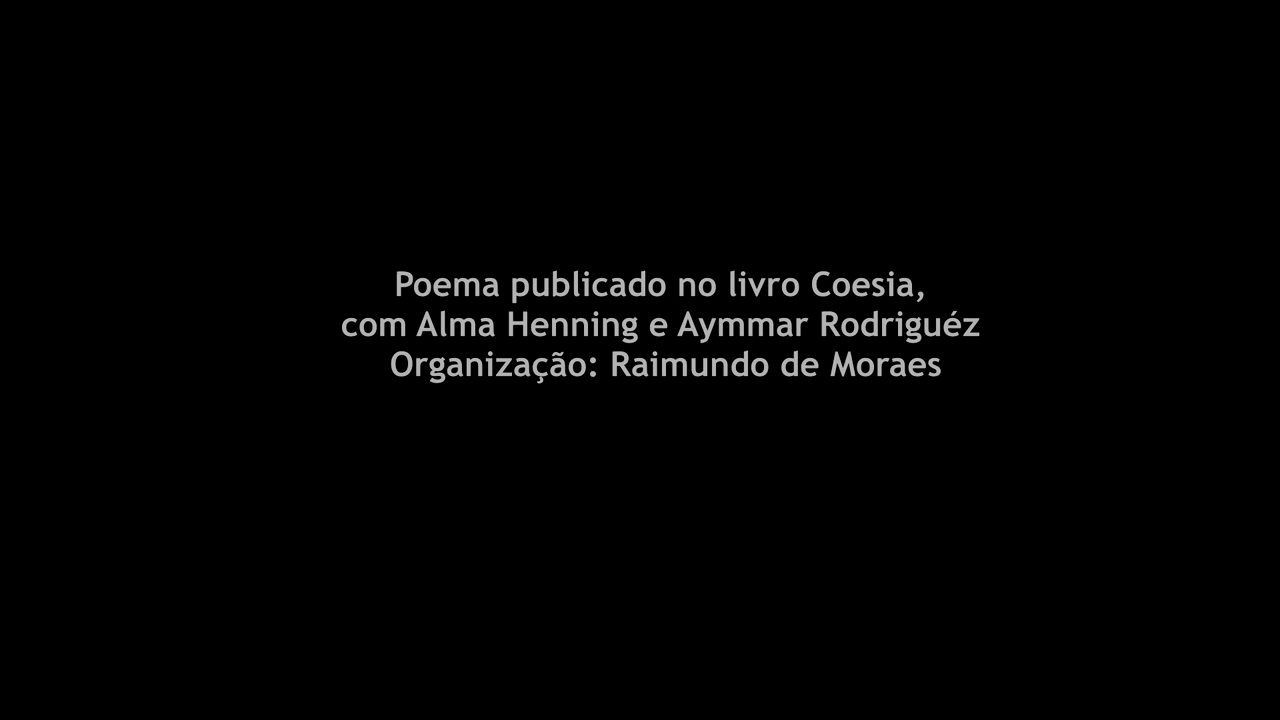 Poema publicado no livro Coesia,
com Alma Henning e Aymmar Rodriguéz
Organização: Raimundo de Moraes